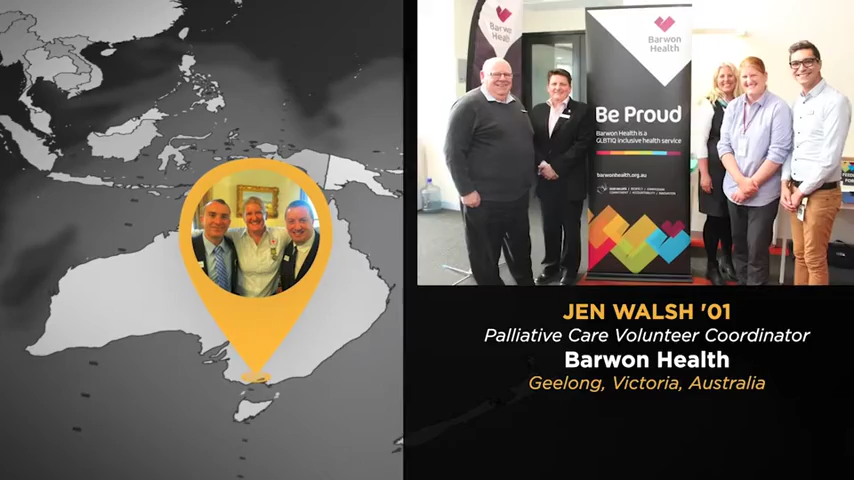 Barwon
Health
Barwon
Health
Be Proud
Barwon Health is a
GLBTIQ inclusive health service
barwonhealth.org.au
JEN WALSH '01
Palliative Care Volunteer Coordinator
Barwon Health
Geelong, Victoria, Australia